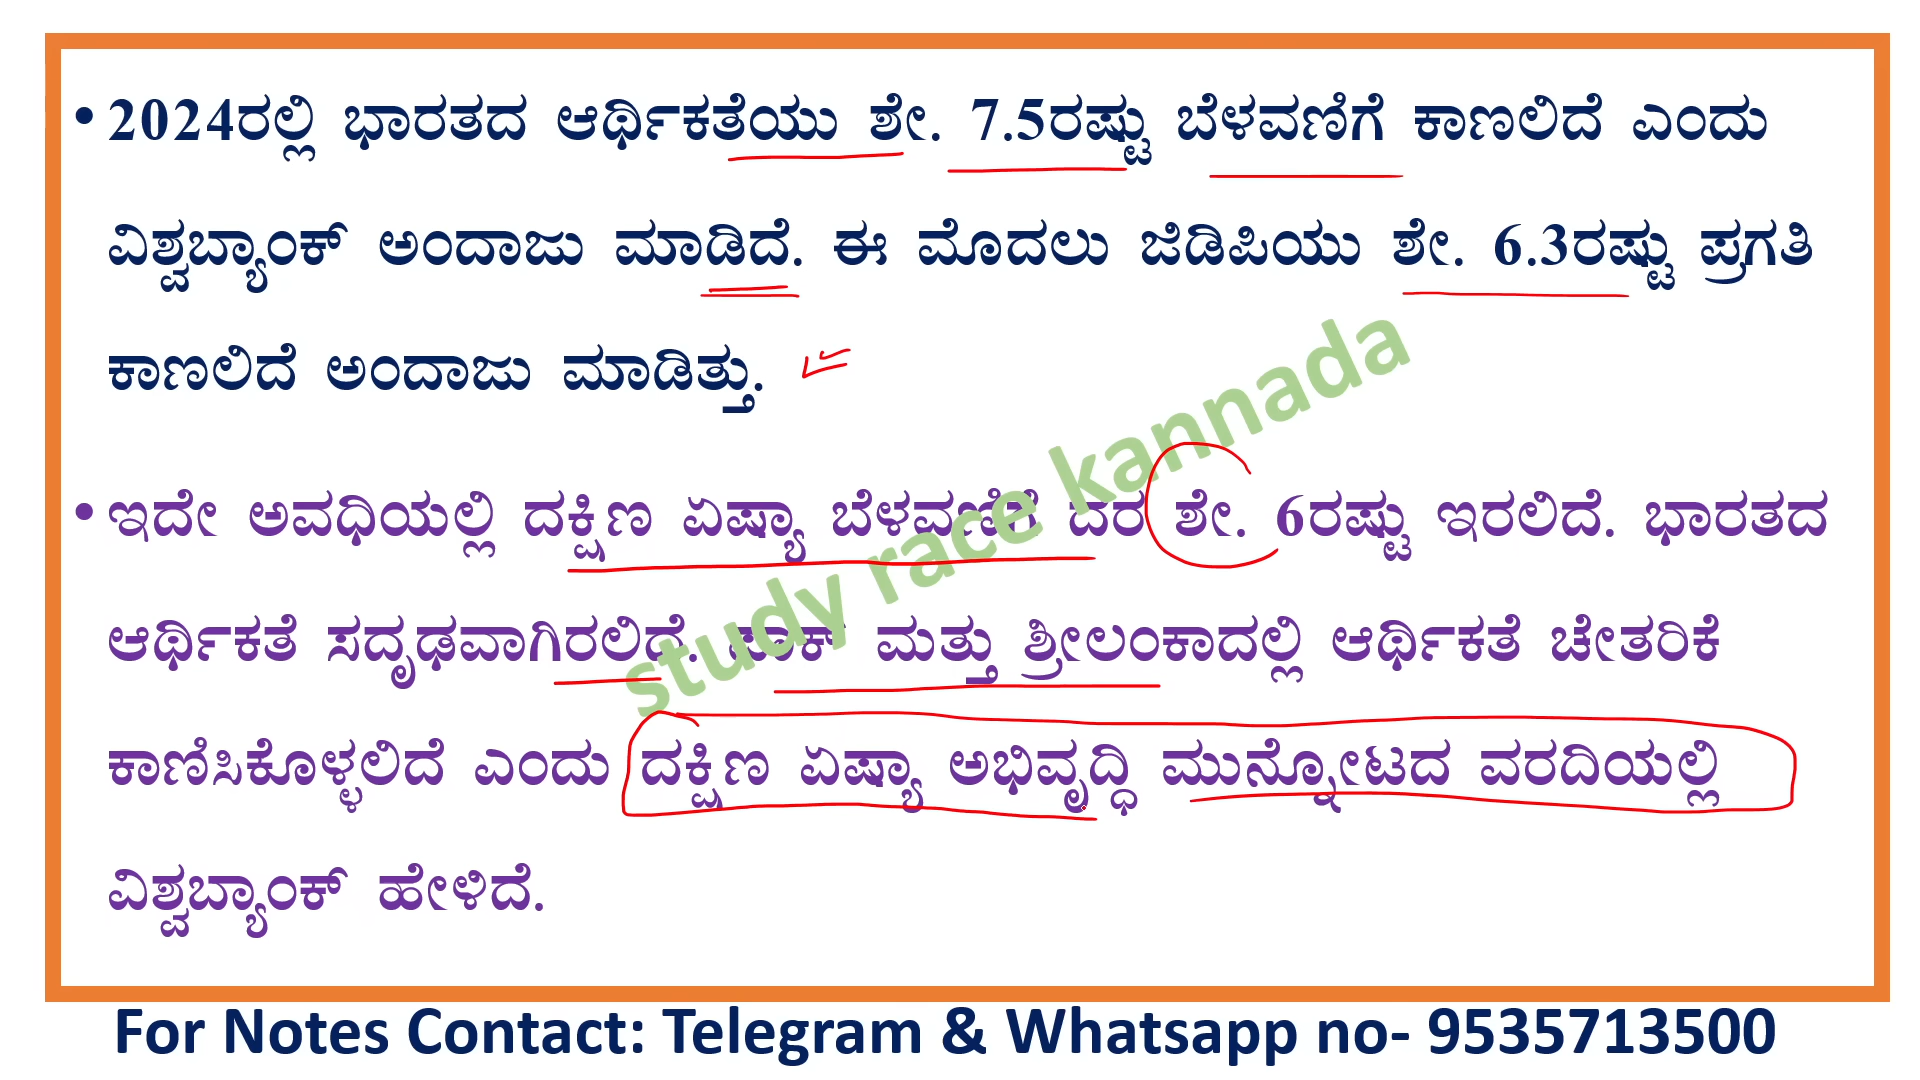 • 2024ರಲ್ಲಿ ಭಾರತದ ಆರ್ಥಿಕತೆಯು ಶೇ. 7.5ರಷ್ಟು ಬೆಳವಣಿಗೆ ಕಾಣಲಿದೆ ಎಂದು
ವಿಶ್ವಬ್ಯಾಂಕ್ ಅಂದಾಜು ಮಾಡಿದೆ. ಈ ಮೊದಲು ಜಿಡಿಪಿಯು ಶೇ. 6.3ರಷ್ಟು ಪ್ರಗತಿ
ಕಾಣಲಿದೆ ಅಂದಾಜು ಮಾಡಿತ್ತು.
• ಇದೇ ಅವಧಿಯಲ್ಲಿ ದಕ್ಷಿಣ ಏಷ್ಯಾ ಬೆಳವಣಿಗೆ ದರ ಶೇ. 6ರಷ್ಟು ಇರಲಿದೆ. ಭಾರತದ
ಆರ್ಥಿಕತೆ ಸದೃಢವಾಗಿರಲಿದೆ. ಪಾಕ್ ಮತ್ತು ಶ್ರೀಲಂಕಾದಲ್ಲಿ ಆರ್ಥಿಕತೆ ಚೇತರಿಕೆ
ಕಾಣಿಸಿಕೊಳ್ಳಲಿದೆ ಎಂದು ದಕ್ಷಿಣ ಏಷ್ಯಾ ಅಭಿವೃದ್ಧಿ ಮುನ್ನೋಟದ ವರದಿಯಲ್ಲಿ
ವಿಶ್ವಬ್ಯಾಂಕ್ ಹೇಳಿದೆ.
study race kannada
For Notes Contact: Telegram & Whatsapp no- 9535713500